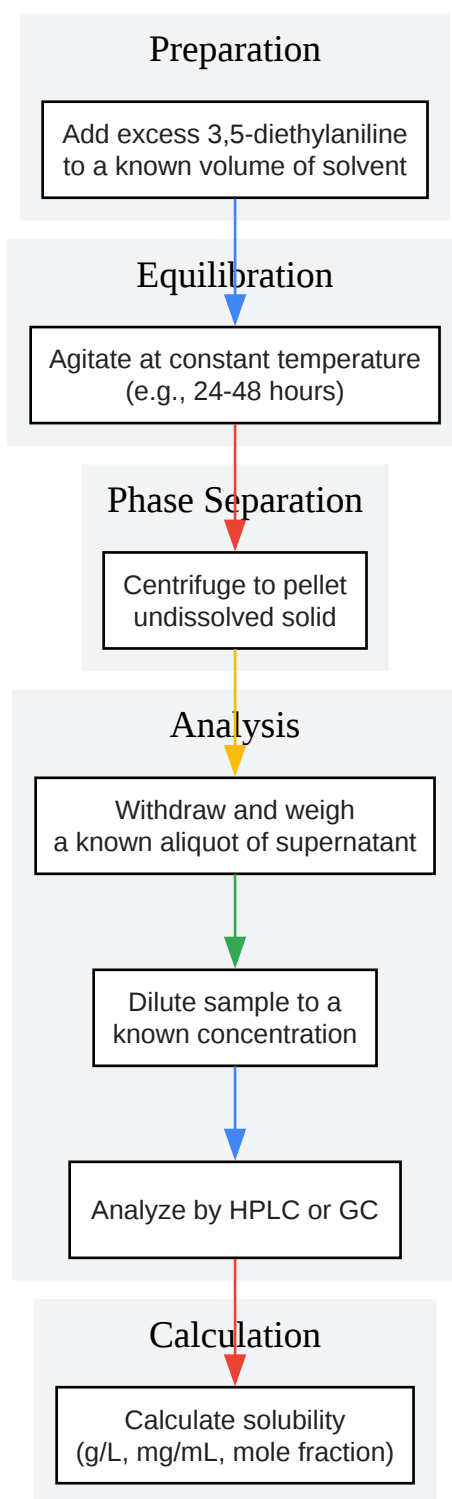 Preparation
Add excess 3,5-diethylaniline
to a known volume of solvent
Equilibration
Agitate at constant temperature
(e.g., 24-48 hours)
Phase Separation
Centrifuge to pellet
undissolved solid
Analysis
Withdraw and weigh
a known aliquot of supernatant
Dilute sample to a
known concentration
Analyze by HPLC or GC
Calculation
Calculate solubility
(g/L, mg/mL, mole fraction)